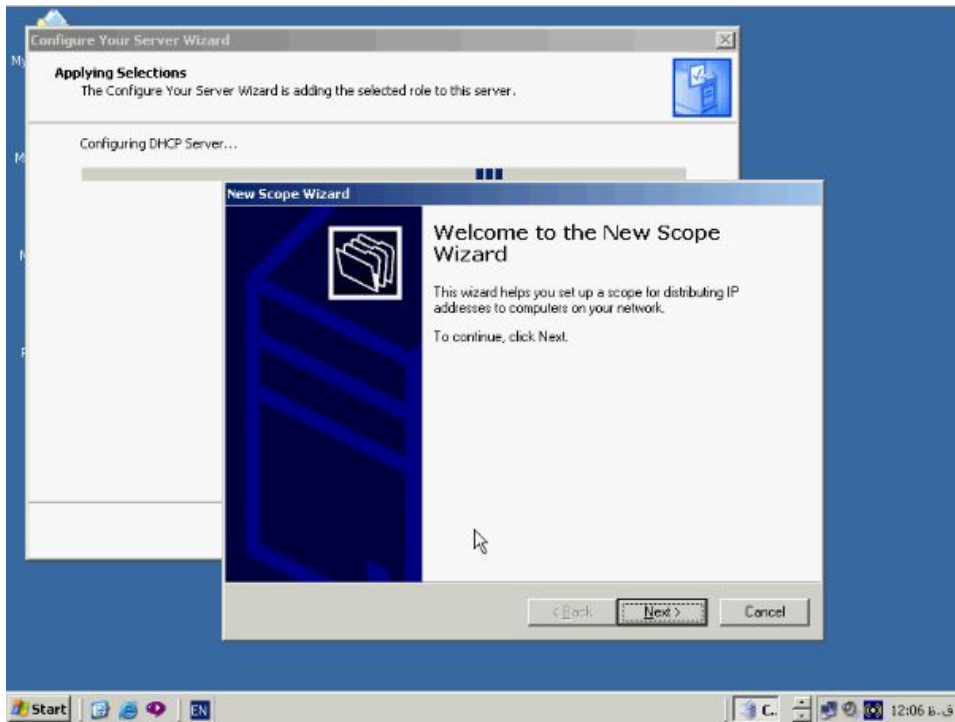 Configure Your Server Wizard
Applying Selections
The Configure Your Server Wizard is adding the selected role to this server.
Configuring DHCP Server...
New Scope Wizard
Welcome to the New Scope
Wizard
This wizard helps you set up a scope for distributing IP
addresses to computers on your network.
To continue, click Next.
< Back
Next >
Cancel
Start
EN
C..
12:06 ق.ظ